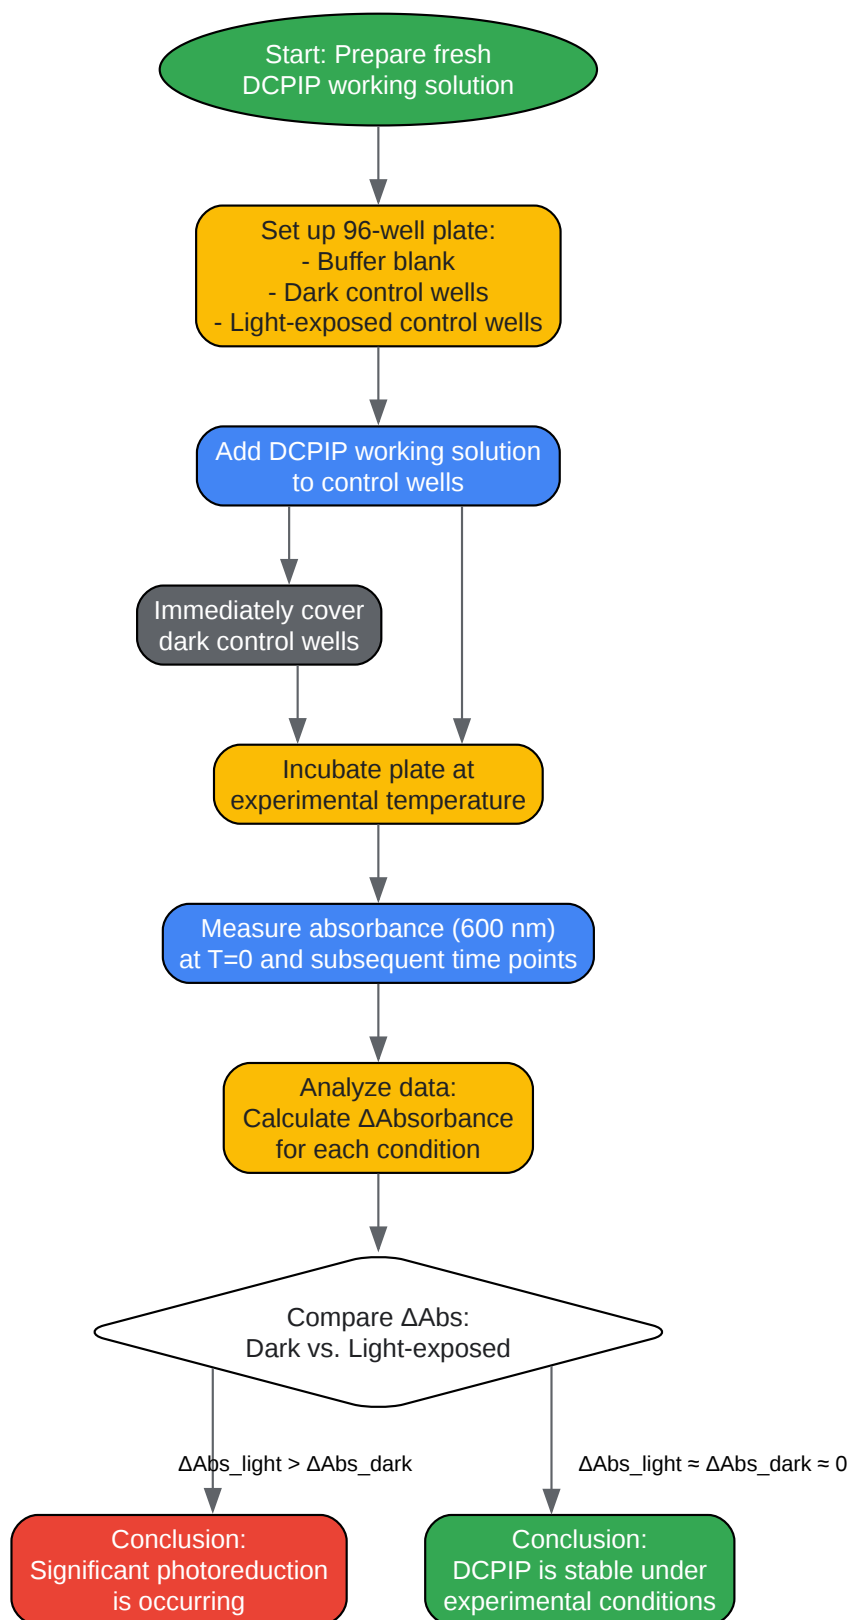 Start: Prepare fresh
DCPIP working solution
Set up 96-well plate:
- Buffer blank
- Dark control wells
- Light-exposed control wells
Add DCPIP working solution
to control wells
Immediately cover
dark control wells
Incubate plate at
experimental temperature
Measure absorbance (600 nm)
at T=0 and subsequent time points
Analyze data:
Calculate ΔAbsorbance
for each condition
Compare ΔAbs:
Dark vs. Light-exposed
ΔAbs_light > ΔAbs_dark
ΔAbs_light ≈ ΔAbs_dark ≈ 0
Conclusion:
Significant photoreduction
is occurring
Conclusion:
DCPIP is stable under
experimental conditions